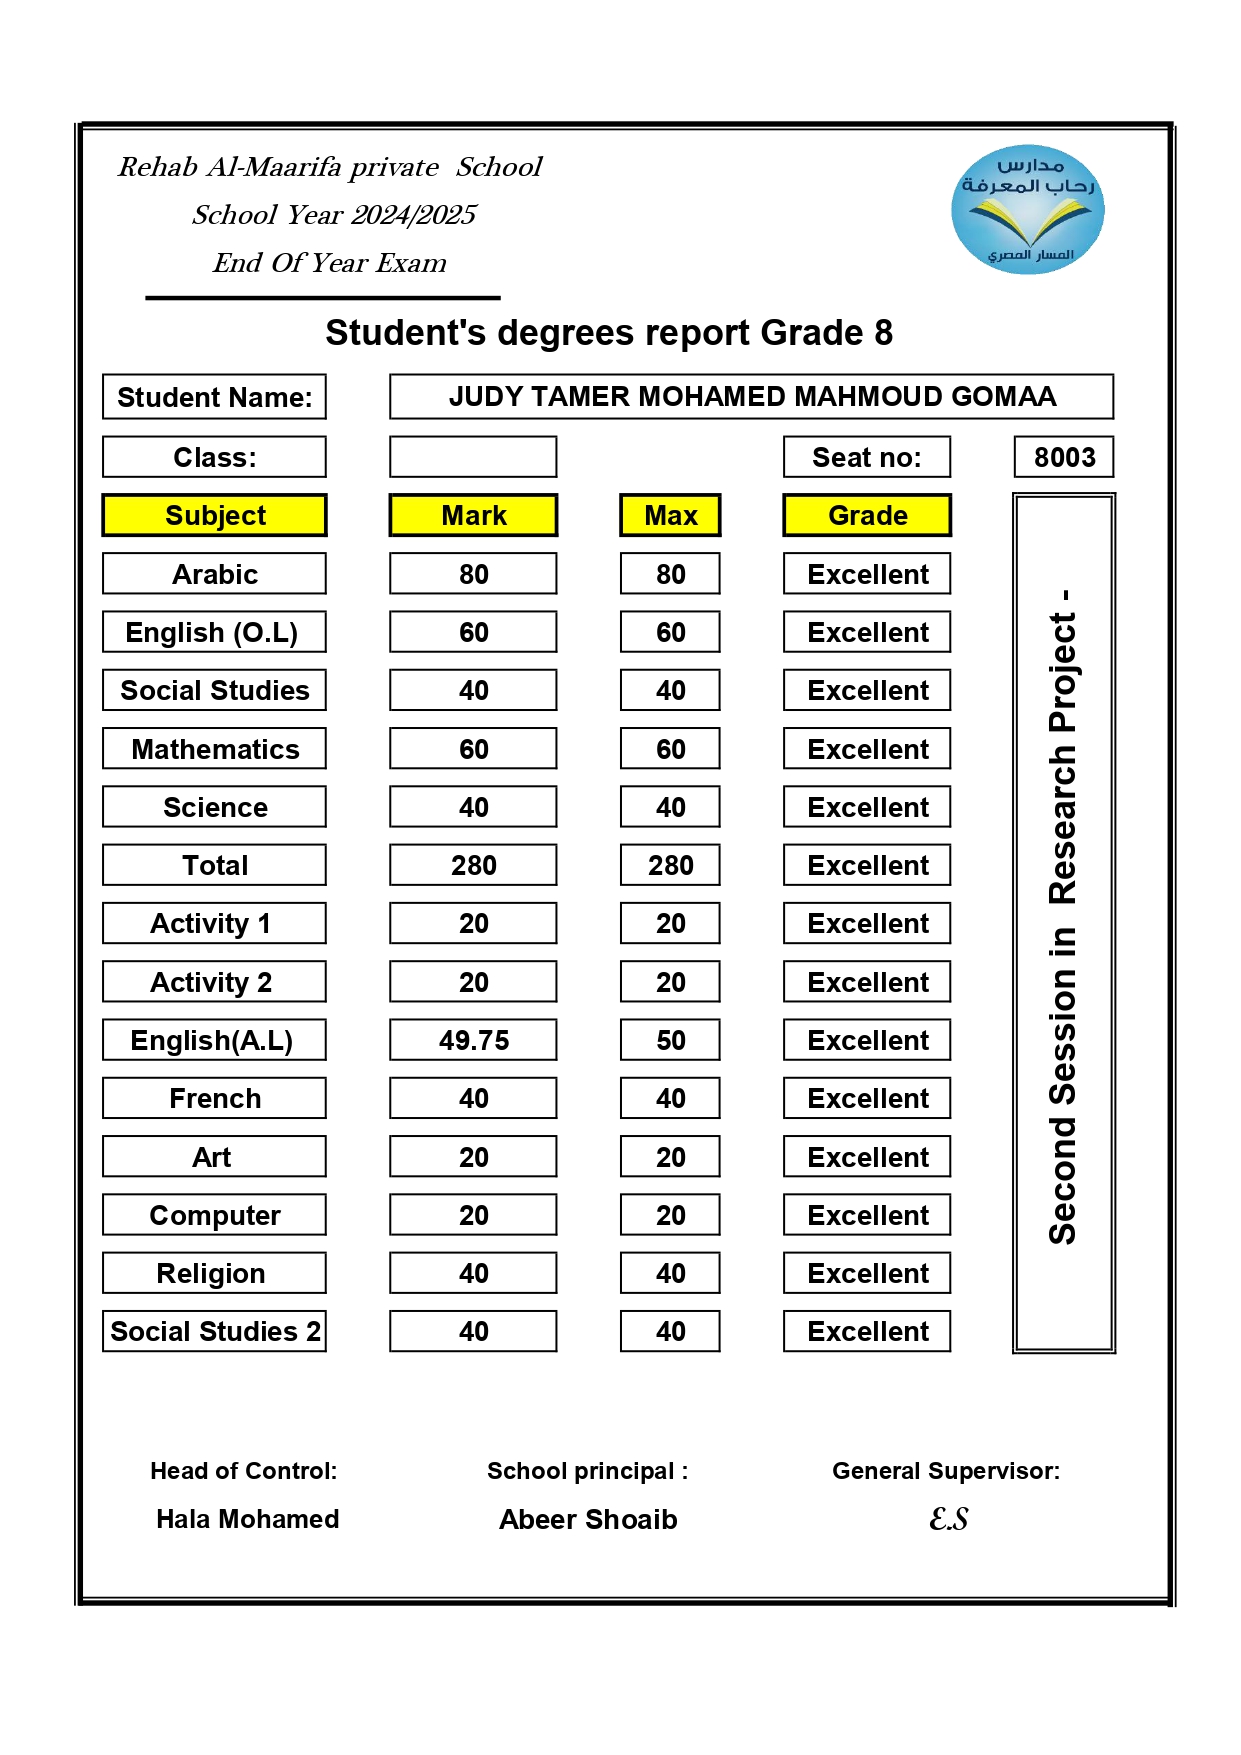 Rehab Al-Maarifa private School
School Year 2024/2025
End Of Year Exam
مدارس
رحاب المعرفة
المسار المصري
Student's degrees report Grade 8
Student Name: JUDY TAMER MOHAMED MAHMOUD GOMAA
Class: Seat no: 8003
Subject Mark Max Grade
Arabic 80 80 Excellent
English (O.L) 60 60 Excellent
Social Studies 40 40 Excellent
Mathematics 60 60 Excellent
Science 40 40 Excellent
Total 280 280 Excellent
Activity 1 20 20 Excellent
Activity 2 20 20 Excellent
English(A.L) 49.75 50 Excellent
French 40 40 Excellent
Art 20 20 Excellent
Computer 20 20 Excellent
Religion 40 40 Excellent
Social Studies 2 40 40 Excellent
Second Session in Research Project -
Head of Control: School principal : General Supervisor:
Hala Mohamed Abeer Shoaib E.S